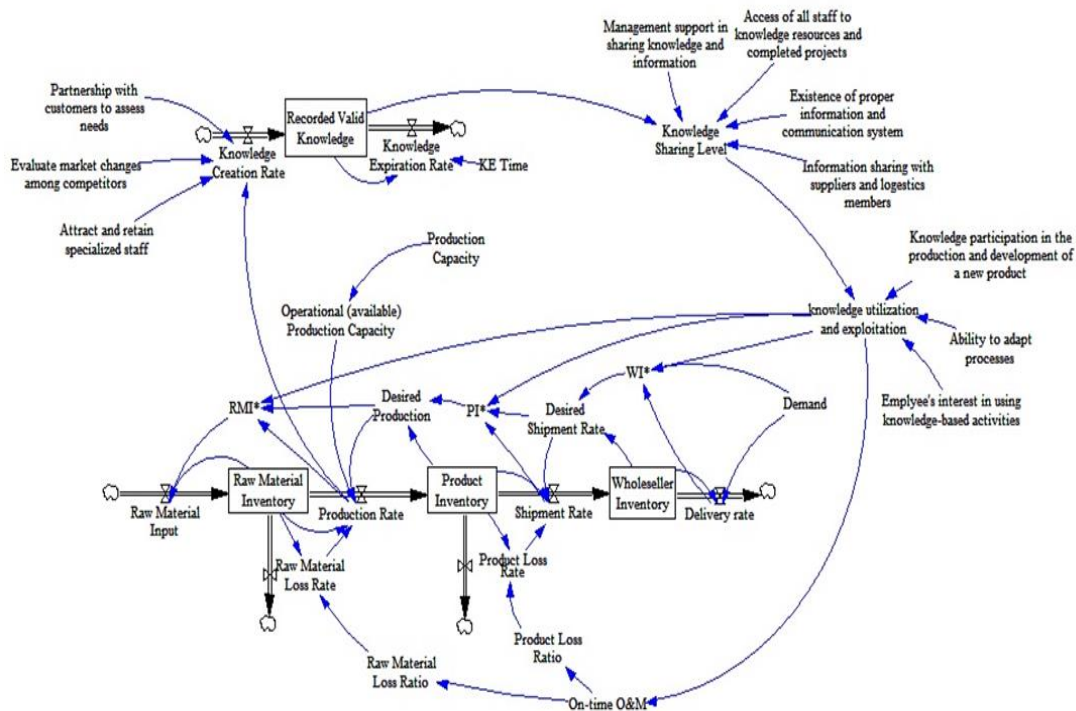 Management support in
sharing knowledge and
information
Access of all staff to
knowledge resources and
completed projects
Partnership with
customers to assess
needs
Recorded Valid
Knowledge
Existence of proper
information and
communication system
Knowledge
Sharing Level
Knowledge
Creation Rate
Knowledge
Expiration Rate
KE Time
Evaluate market changes
among competitors
Information sharing with
suppliers and logestics
members
Attract and retain
specialized staff
Production
Capacity
Knowledge participation in the
production and development of
a new product
Operational (available)
Production Capacity
knowledge utilization
and exploitation
Ability to adapt
processes
WI*
Desired
Production
RMI*
PI*
Desired
Shipment Rate
Demand
Emplyee's interest in using
knowledge-based activities
Raw Material
Input
Raw Material
Inventory
Production Rate
Product
Inventory
Shipment Rate
Wholeseller
Inventory
Delivery rate
Raw Material
Loss Rate
Product Loss
Rate
Raw Material
Loss Ratio
Product Loss
Ratio
On-time O&M